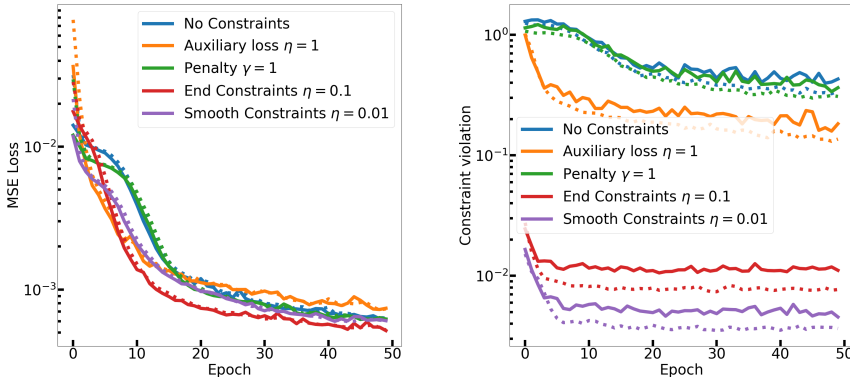 No Constraints
Auxiliary loss η = 1
Penalty γ = 1
End Constraints η = 0.1
Smooth Constraints η = 0.01
MSE Loss
10⁻²
10⁻³
0 10 20 30 40 50
Epoch
10⁰
10⁻¹
10⁻²
Constraint violation
No Constraints
Auxiliary loss η = 1
Penalty γ = 1
End Constraints η = 0.1
Smooth Constraints η = 0.01
0 10 20 30 40 50
Epoch